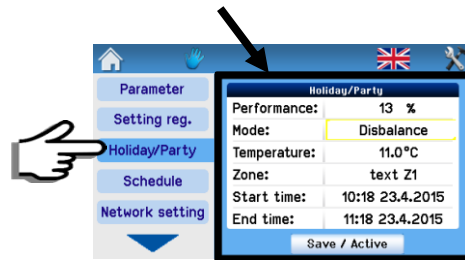 Parameter
Setting reg.
Holiday/Party
Schedule
Network setting
Holiday/Party
Performance: 13 %
Mode: Disbalance
Temperature: 11.0°C
Zone: text Z1
Start time: 10:18 23.4.2015
End time: 11:18 23.4.2015
Save / Active